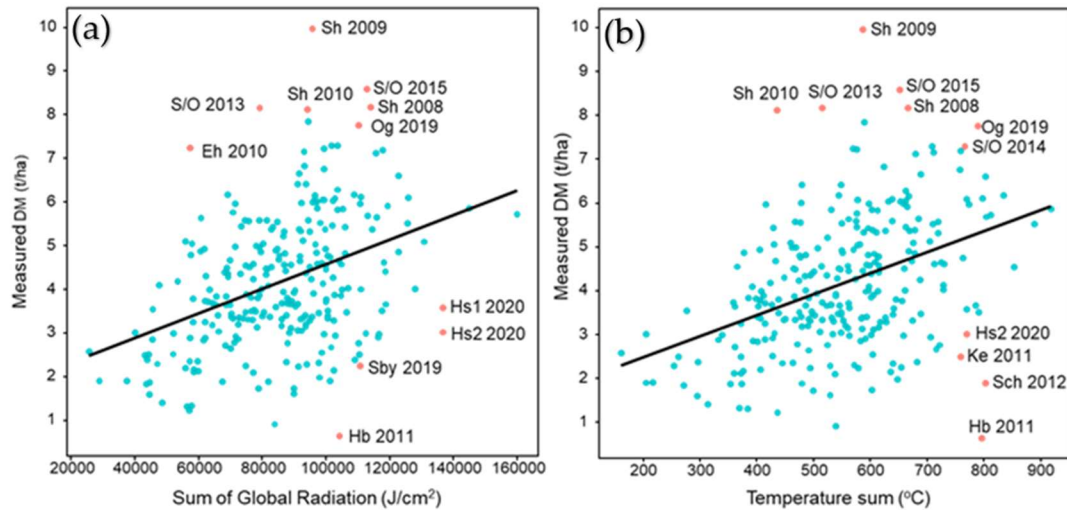 (a)
Measured DM (t/ha)
10
9
8
7
6
5
4
3
2
1
Sh 2009
S/O 2015
S/O 2013
Sh 2010
Sh 2008
Og 2019
Eh 2010
Hs1 2020
Hs2 2020
Sby 2019
Hb 2011
20000 40000 60000 80000 100000 120000 140000 160000
Sum of Global Radiation (J/cm²)
(b)
Measured DM (t/ha)
10
9
8
7
6
5
4
3
2
1
Sh 2009
S/O 2015
Sh 2010
S/O 2013
Sh 2008
Og 2019
S/O 2014
Hs2 2020
Ke 2011
Sch 2012
Hb 2011
200 300 400 500 600 700 800 900
Temperature sum (°C)